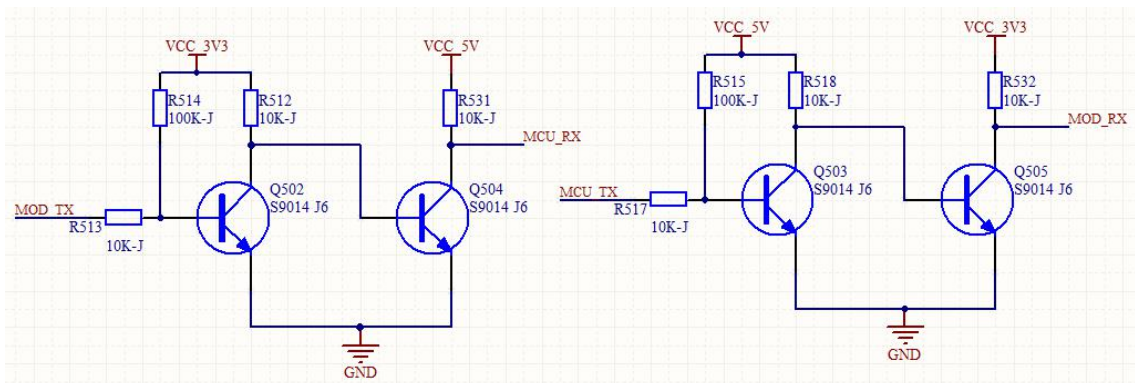 VCC_3V3
R514
100K-J
R512
10K-J
VCC_5V
R531
10K-J
MCU_RX
Q502
S9014 J6
Q504
S9014 J6
MOD_TX
R513
10K-J
GND
VCC_5V
R515
100K-J
R518
10K-J
VCC_3V3
R532
10K-J
MOD_RX
Q503
S9014 J6
Q505
S9014 J6
MCU_TX
R517
10K-J
GND